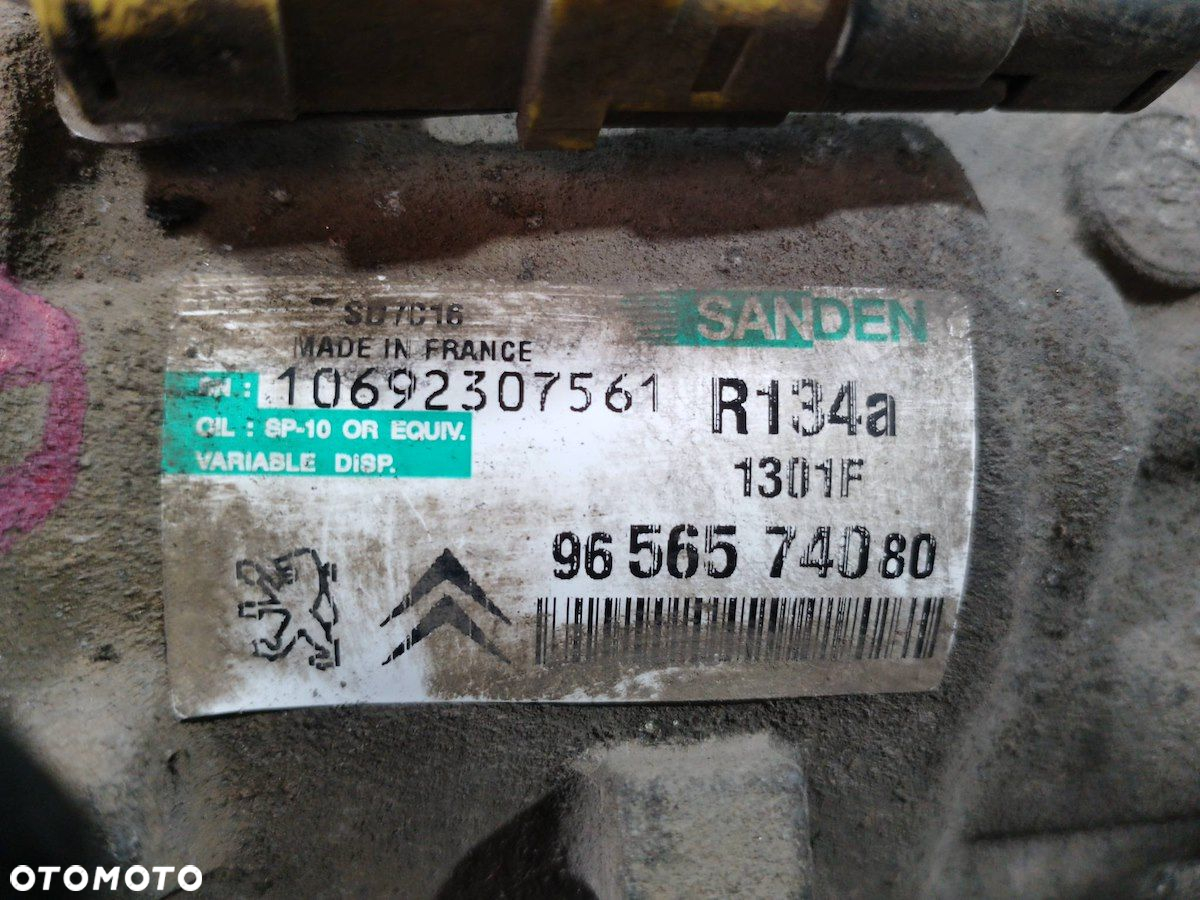 SD7C16
SANDEN
MADE IN FRANCE
SN : 10692307561
R134a
OIL : SP-10 OR EQUIV.
VARIABLE DISP.
1301F
96 565 740 80
OTOMOTO